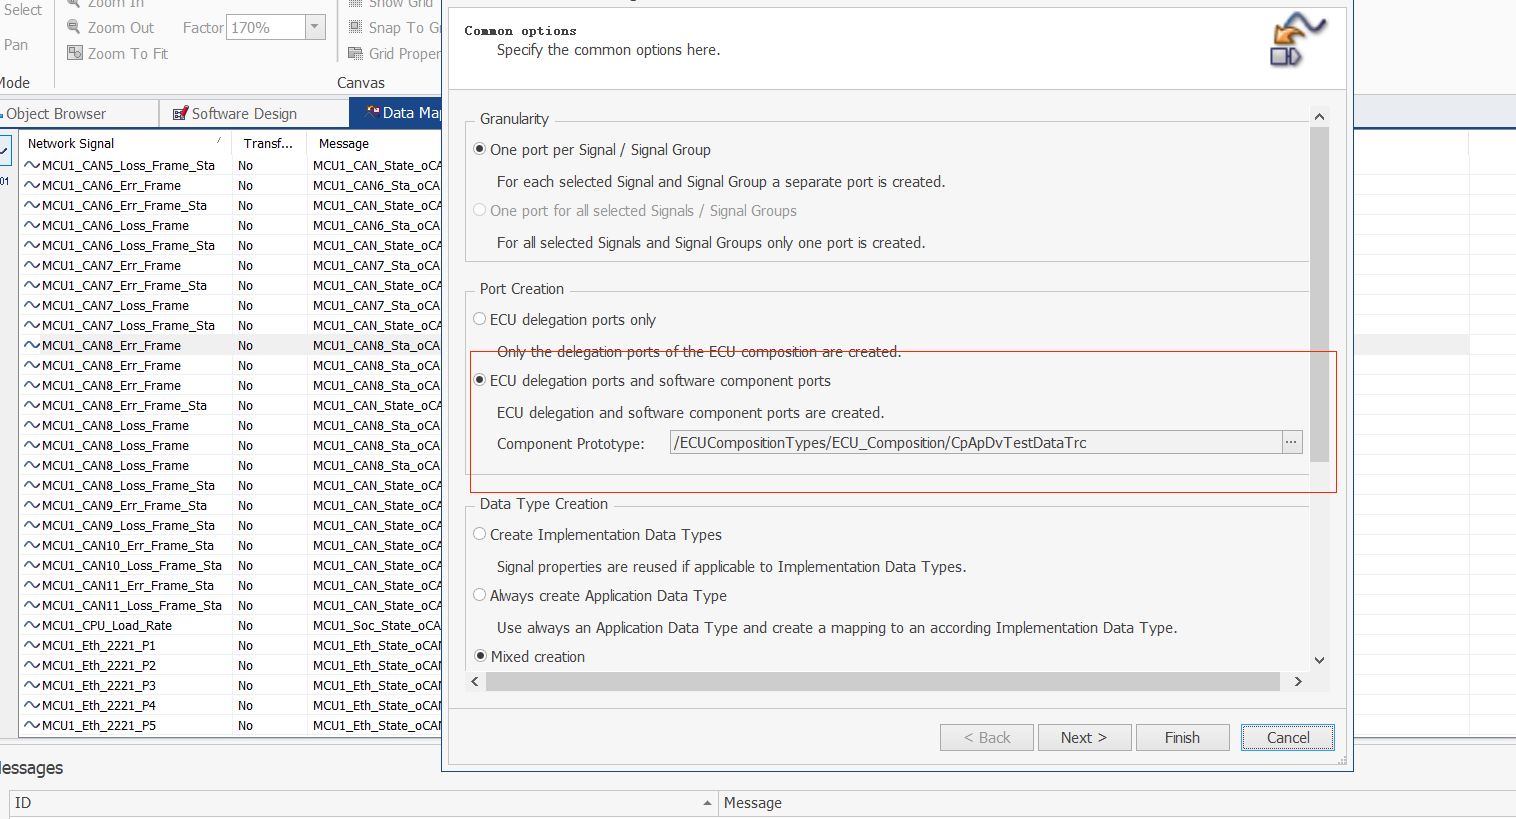 Select
Zoom In
Show Grid
Zoom Out
Factor 170%
Snap To Gr
Pan
Zoom To Fit
Grid Proper
Mode
Canvas
Object Browser
Software Design
Data Map
Network Signal
Transf...
Message
01
MCU1_CAN5_Loss_Frame_Sta No MCU1_CAN_State_oCA
MCU1_CAN6_Err_Frame No MCU1_CAN6_Sta_oCA
MCU1_CAN6_Err_Frame_Sta No MCU1_CAN_State_oCA
MCU1_CAN6_Loss_Frame No MCU1_CAN6_Sta_oCA
MCU1_CAN6_Loss_Frame_Sta No MCU1_CAN_State_oCA
MCU1_CAN7_Err_Frame No MCU1_CAN7_Sta_oCA
MCU1_CAN7_Err_Frame_Sta No MCU1_CAN_State_oCA
MCU1_CAN7_Loss_Frame No MCU1_CAN7_Sta_oCA
MCU1_CAN7_Loss_Frame_Sta No MCU1_CAN_State_oCA
MCU1_CAN8_Err_Frame No MCU1_CAN8_Sta_oCA
MCU1_CAN8_Err_Frame No MCU1_CAN8_Sta_oCA
MCU1_CAN8_Err_Frame No MCU1_CAN8_Sta_oCA
MCU1_CAN8_Err_Frame_Sta No MCU1_CAN_State_oCA
MCU1_CAN8_Loss_Frame No MCU1_CAN8_Sta_oCA
MCU1_CAN8_Loss_Frame No MCU1_CAN8_Sta_oCA
MCU1_CAN8_Loss_Frame No MCU1_CAN8_Sta_oCA
MCU1_CAN8_Loss_Frame_Sta No MCU1_CAN_State_oCA
MCU1_CAN9_Err_Frame_Sta No MCU1_CAN_State_oCA
MCU1_CAN9_Loss_Frame_Sta No MCU1_CAN_State_oCA
MCU1_CAN10_Err_Frame_Sta No MCU1_CAN_State_oCA
MCU1_CAN10_Loss_Frame_Sta No MCU1_CAN_State_oCA
MCU1_CAN11_Err_Frame_Sta No MCU1_CAN_State_oCA
MCU1_CAN11_Loss_Frame_Sta No MCU1_CAN_State_oCA
MCU1_CPU_Load_Rate No MCU1_Soc_State_oCA
MCU1_Eth_2221_P1 No MCU1_Eth_State_oCAN
MCU1_Eth_2221_P2 No MCU1_Eth_State_oCAN
MCU1_Eth_2221_P3 No MCU1_Eth_State_oCAN
MCU1_Eth_2221_P4 No MCU1_Eth_State_oCAN
MCU1_Eth_2221_P5 No MCU1_Eth_State_oCAN
Common options
Specify the common options here.
Granularity
One port per Signal / Signal Group
For each selected Signal and Signal Group a separate port is created.
One port for all selected Signals / Signal Groups
For all selected Signals and Signal Groups only one port is created.
Port Creation
ECU delegation ports only
Only the delegation ports of the ECU composition are created.
ECU delegation ports and software component ports
ECU delegation and software component ports are created.
Component Prototype: /ECUCompositionTypes/ECU_Composition/CpApDvTestDataTrc ...
Data Type Creation
Create Implementation Data Types
Signal properties are reused if applicable to Implementation Data Types.
Always create Application Data Type
Use always an Application Data Type and create a mapping to an according Implementation Data Type.
Mixed creation
< Back
Next >
Finish
Cancel
Messages
ID
Message